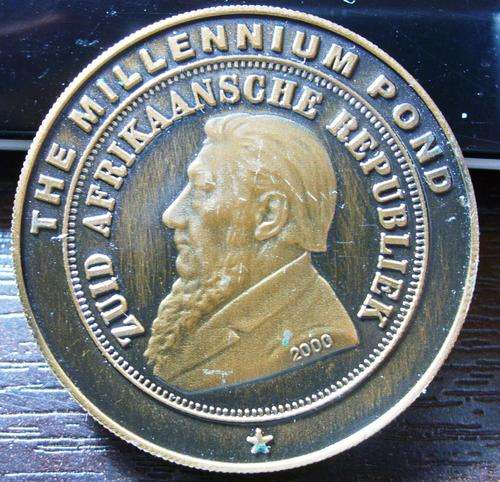 THE MILLENNIUM POND
ZUID AFRIKAANSCHE REPUBLIEK
2000